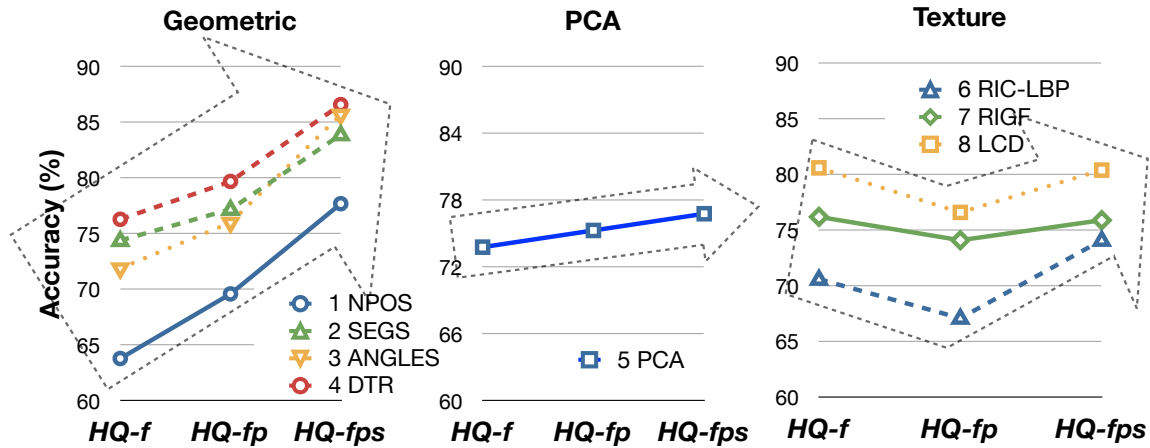 Geometric
Accuracy (%)
90
85
80
75
70
65
60
1 NPOS
2 SEGS
3 ANGLES
4 DTR
HQ-f HQ-fp HQ-fps
PCA
90
84
78
72
66
60
5 PCA
HQ-f HQ-fp HQ-fps
Texture
90
85
80
75
70
65
60
6 RIC-LBP
7 RIGF
8 LCD
HQ-f HQ-fp HQ-fps